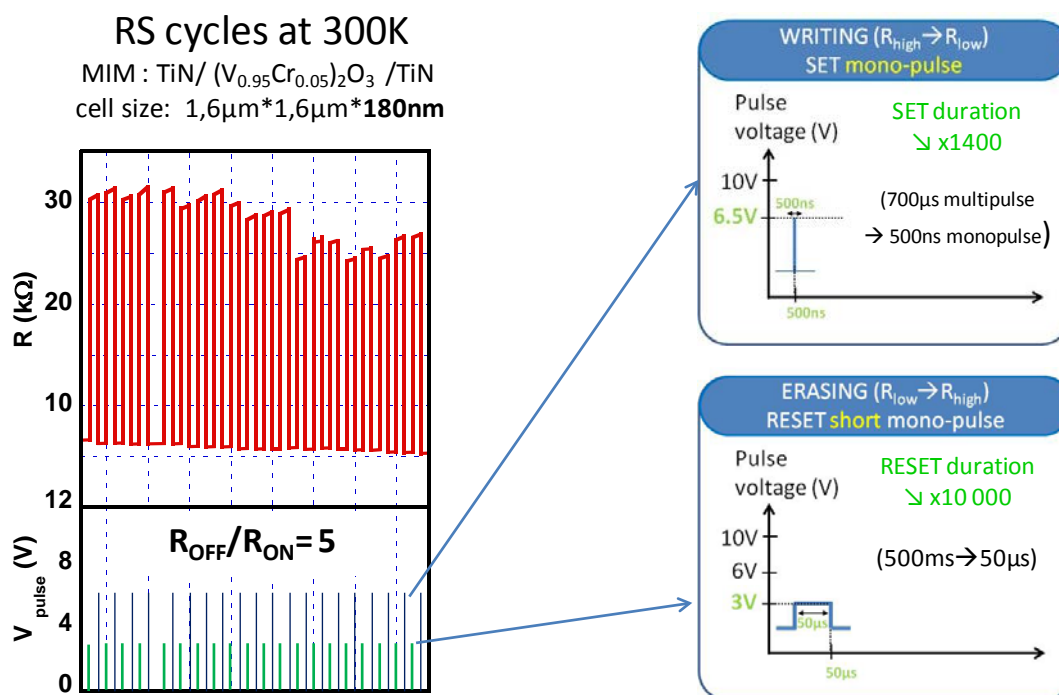 RS cycles at 300K
MIM : TiN/ (V0.95Cr0.05)2O3 /TiN
cell size: 1,6µm*1,6µm*180nm
R (kΩ)
30
20
10
12
V pulse (V)
8
4
0
ROFF/RON= 5
WRITING (Rhigh→Rlow)
SET mono-pulse
Pulse
voltage (V)
SET duration
↘ x1400
10V
6.5V
500ns
500ns
(700µs multipulse
→ 500ns monopulse)
ERASING (Rlow→Rhigh)
RESET short mono-pulse
Pulse
voltage (V)
RESET duration
↘ x10 000
10V
6V
3V
50µs
50µs
(500ms→50µs)